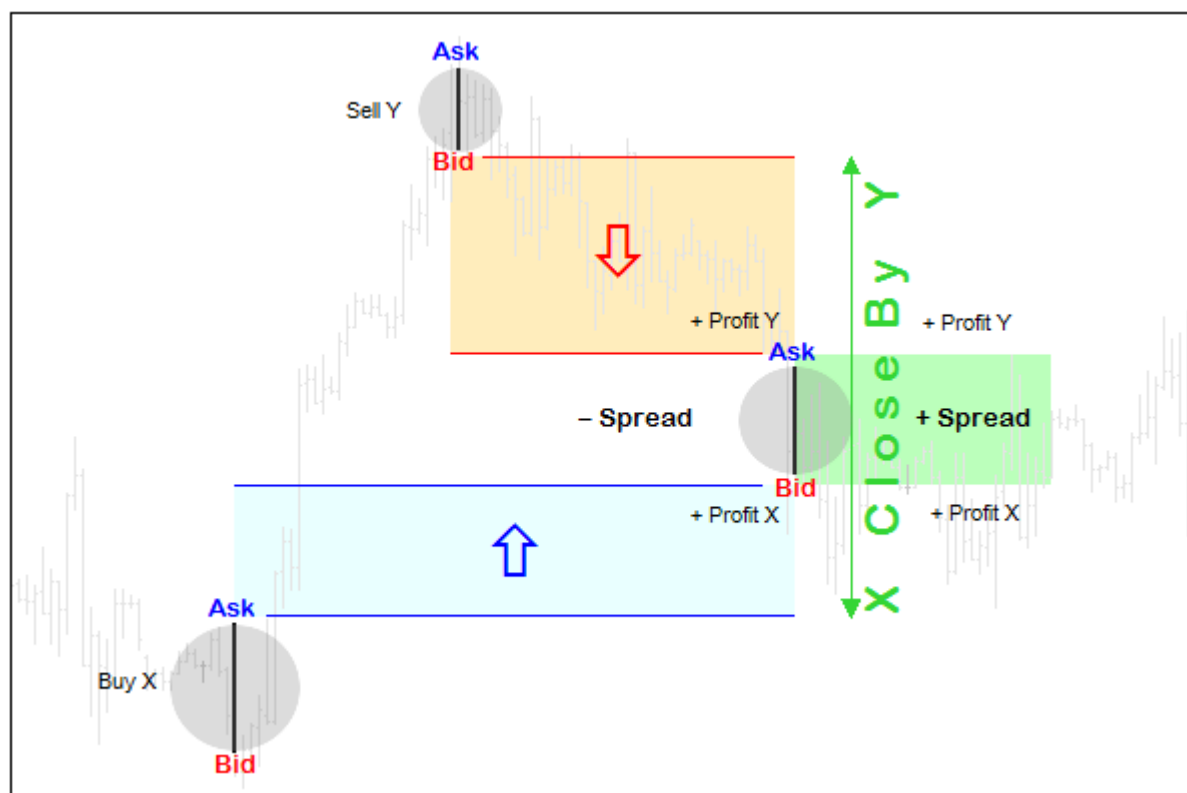 Ask
Sell Y
Bid
+ Profit Y
+ Profit Y
Ask
– Spread
+ Spread
Bid
+ Profit X
+ Profit X
X Close By Y
Ask
Buy X
Bid